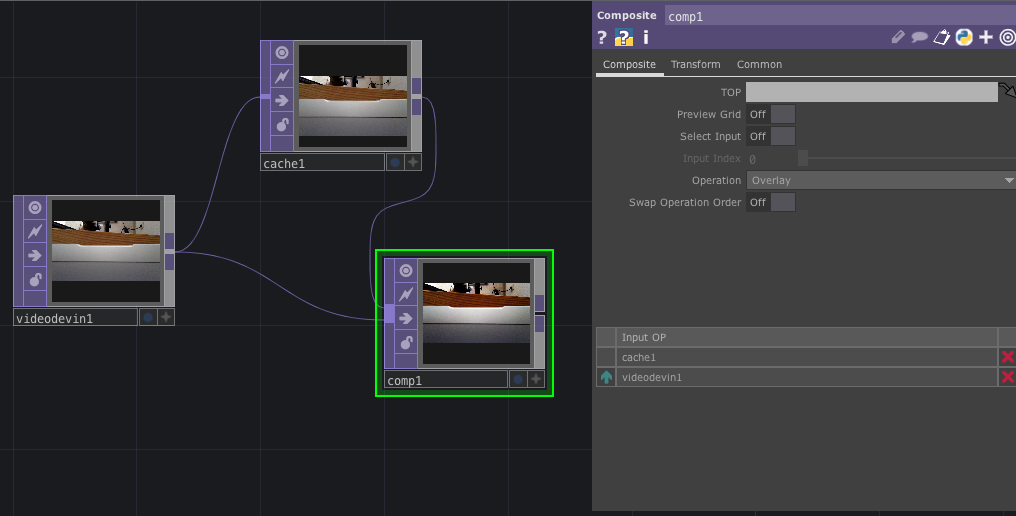 Composite comp1
? ? i
Composite Transform Common
TOP
Preview Grid Off
Select Input Off
Input Index 0
Operation Overlay
Swap Operation Order Off
cache1
videodevin1
comp1
Input OP
cache1
videodevin1